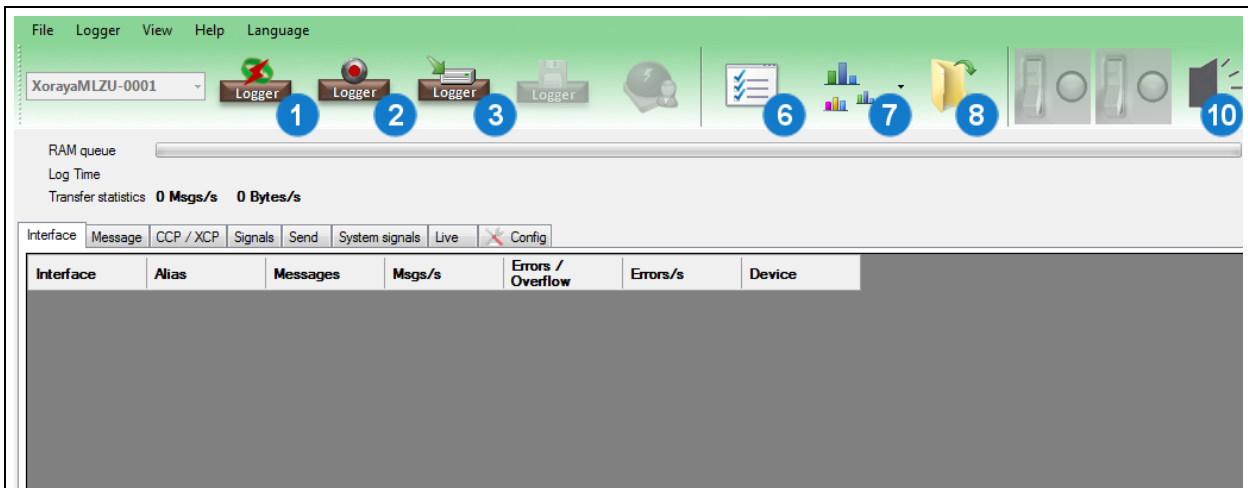 File Logger View Help Language
XorayaMLZU-0001 Logger Logger Logger Logger
1 2 3 6 7 8 10
RAM queue
Log Time
Transfer statistics 0 Msgs/s 0 Bytes/s
Interface Message CCP / XCP Signals Send System signals Live Config
Interface Alias Messages Msgs/s Errors / Overflow Errors/s Device